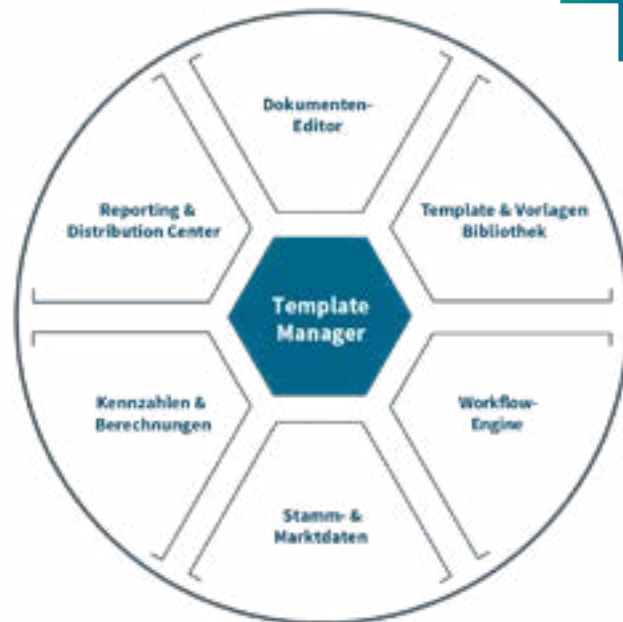 Dokumenten-
Editor
Template & Vorlagen
Bibliothek
Workflow-
Engine
Stamm- &
Marktdaten
Kennzahlen &
Berechnungen
Reporting &
Distribution Center
Template
Manager